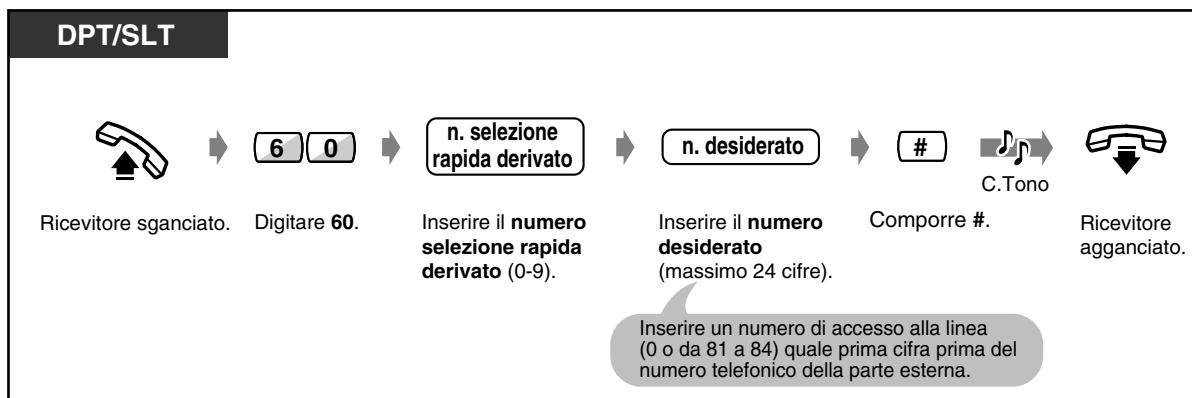 DPT/SLT
6 0
n. selezione
rapida derivato
n. desiderato
#
C.Tono
Ricevitore sganciato.
Digitare 60.
Inserire il numero
selezione rapida
derivato (0-9).
Inserire il numero
desiderato
(massimo 24 cifre).
Comporre #.
Ricevitore
agganciato.
Inserire un numero di accesso alla linea
(0 o da 81 a 84) quale prima cifra prima del
numero telefonico della parte esterna.